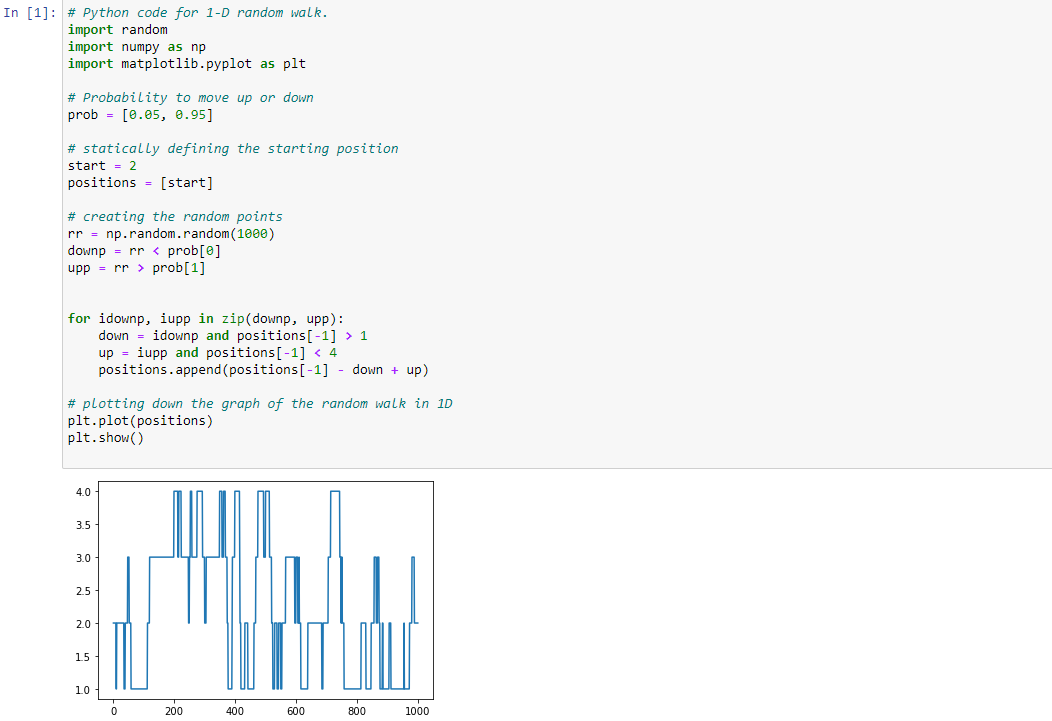 In [1]: # Python code for 1-D random walk.
import random
import numpy as np
import matplotlib.pyplot as plt
# Probability to move up or down
prob = [0.05, 0.95]
# statically defining the starting position
start = 2
positions = [start]
# creating the random points
rr = np.random.random(1000)
downp = rr < prob[0]
upp = rr > prob[1]
for idownp, iupp in zip(downp, upp):
    down = idownp and positions[-1] > 1
    up = iupp and positions[-1] < 4
    positions.append(positions[-1] - down + up)
# plotting down the graph of the random walk in 1D
plt.plot(positions)
plt.show()
4.0
3.5
3.0
2.5
2.0
1.5
1.0
0 200 400 600 800 1000